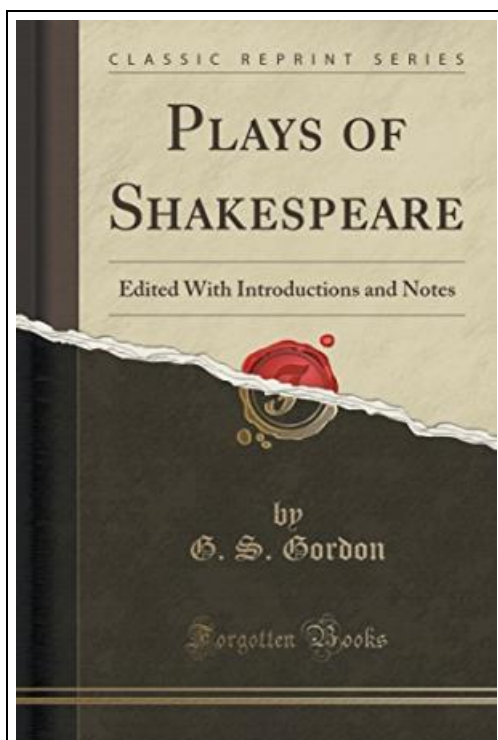 CLASSIC REPRINT SERIES
PLAYS OF
SHAKESPEARE
Edited With Introductions and Notes
by
G. S. Gordon
Forgotten Books